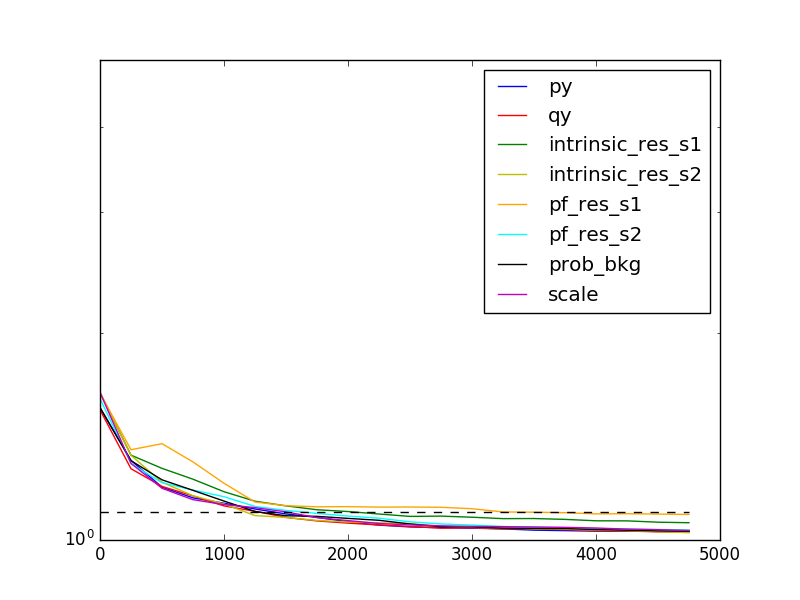 py
qy
intrinsic_res_s1
intrinsic_res_s2
pf_res_s1
pf_res_s2
prob_bkg
scale
10^0
0 1000 2000 3000 4000 5000